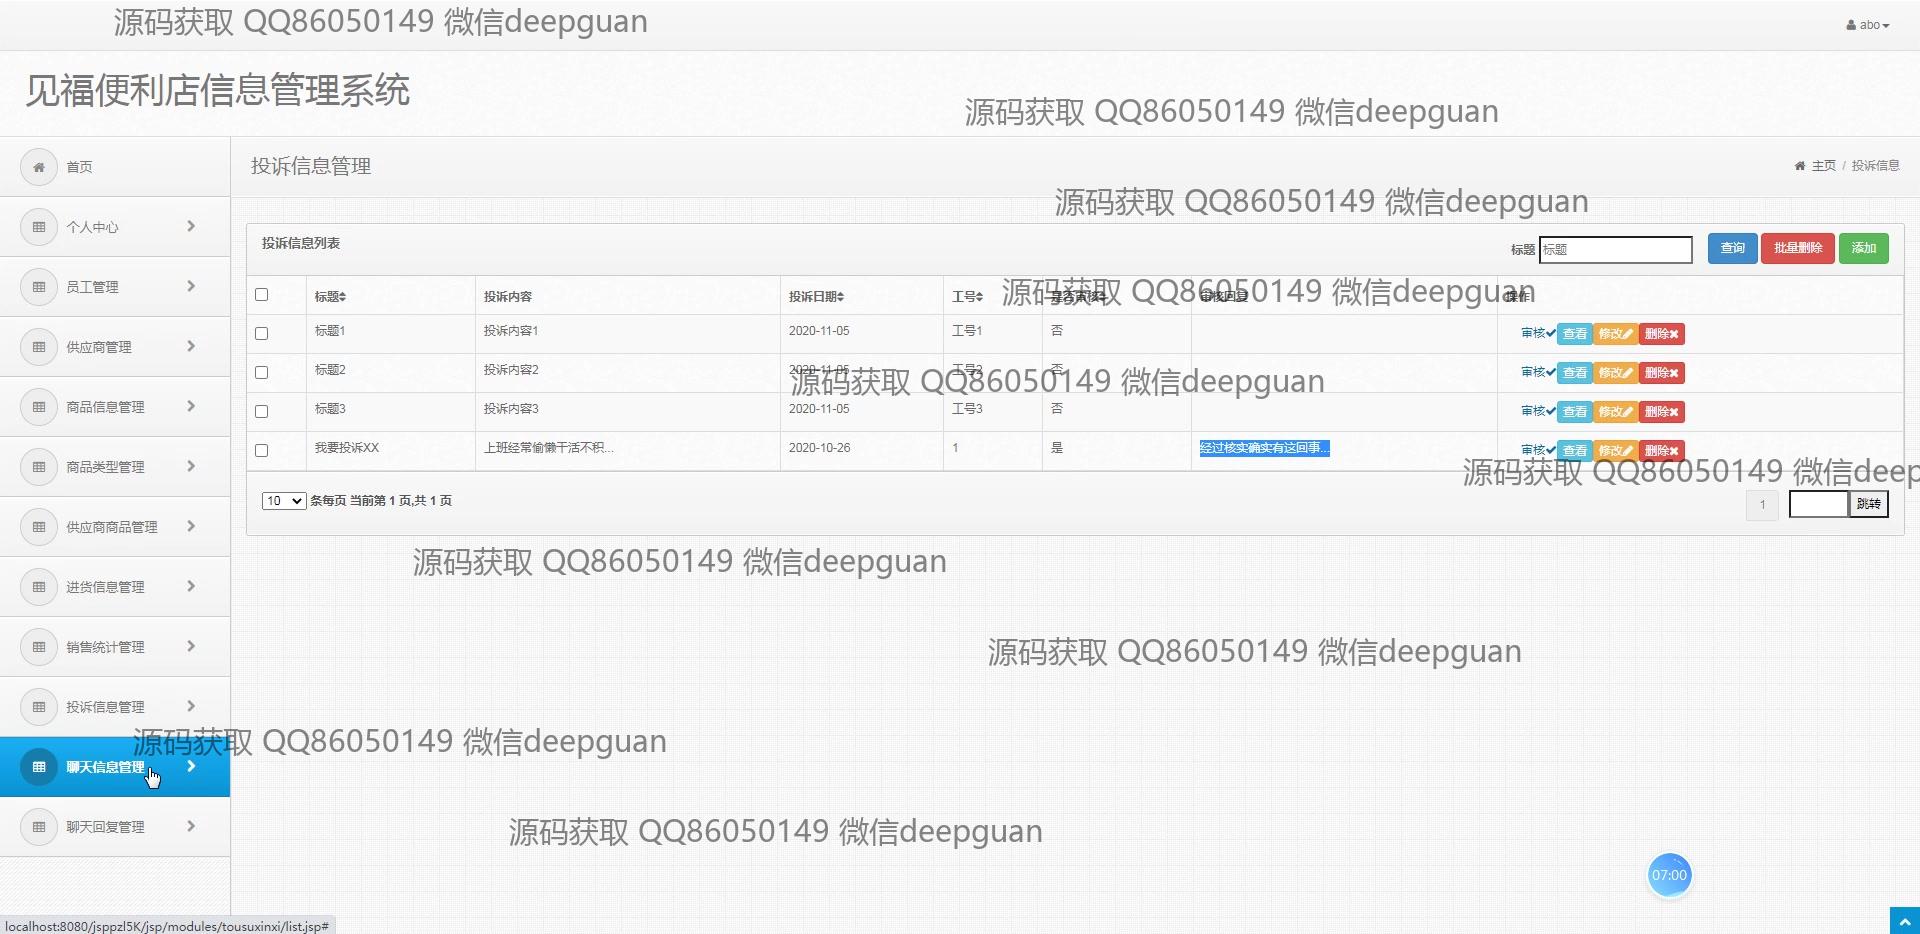 源码获取 QQ86050149 微信deepguan
abo
见福便利店信息管理系统
源码获取 QQ86050149 微信deepguan
首页
投诉信息管理
主页 / 投诉信息
源码获取 QQ86050149 微信deepguan
个人中心
投诉信息列表
标题 标题 查询 批量删除 添加
员工管理
标题 投诉内容 投诉日期 工号 是否审核 审核回复 操作
源码获取 QQ86050149 微信deepguan
标题1 投诉内容1 2020-11-05 工号1 否 审核 查看 修改 删除
供应商管理
标题2 投诉内容2 2020-11-05 工号2 否 审核 查看 修改 删除
源码获取 QQ86050149 微信deepguan
商品信息管理
标题3 投诉内容3 2020-11-05 工号3 否 审核 查看 修改 删除
我要投诉XX 上班经常偷懒干活不积... 2020-10-26 1 是 经过核实确实有这回事... 审核 查看 修改 删除
商品类型管理
源码获取 QQ86050149 微信deep
10 条每页 当前第 1 页,共 1 页 1 跳转
供应商商品管理
源码获取 QQ86050149 微信deepguan
进货信息管理
销售统计管理
源码获取 QQ86050149 微信deepguan
投诉信息管理
源码获取 QQ86050149 微信deepguan
聊天信息管理
聊天回复管理
源码获取 QQ86050149 微信deepguan
07:00
localhost:8080/jsppzl5K/jsp/modules/tousuxinxi/list.jsp#